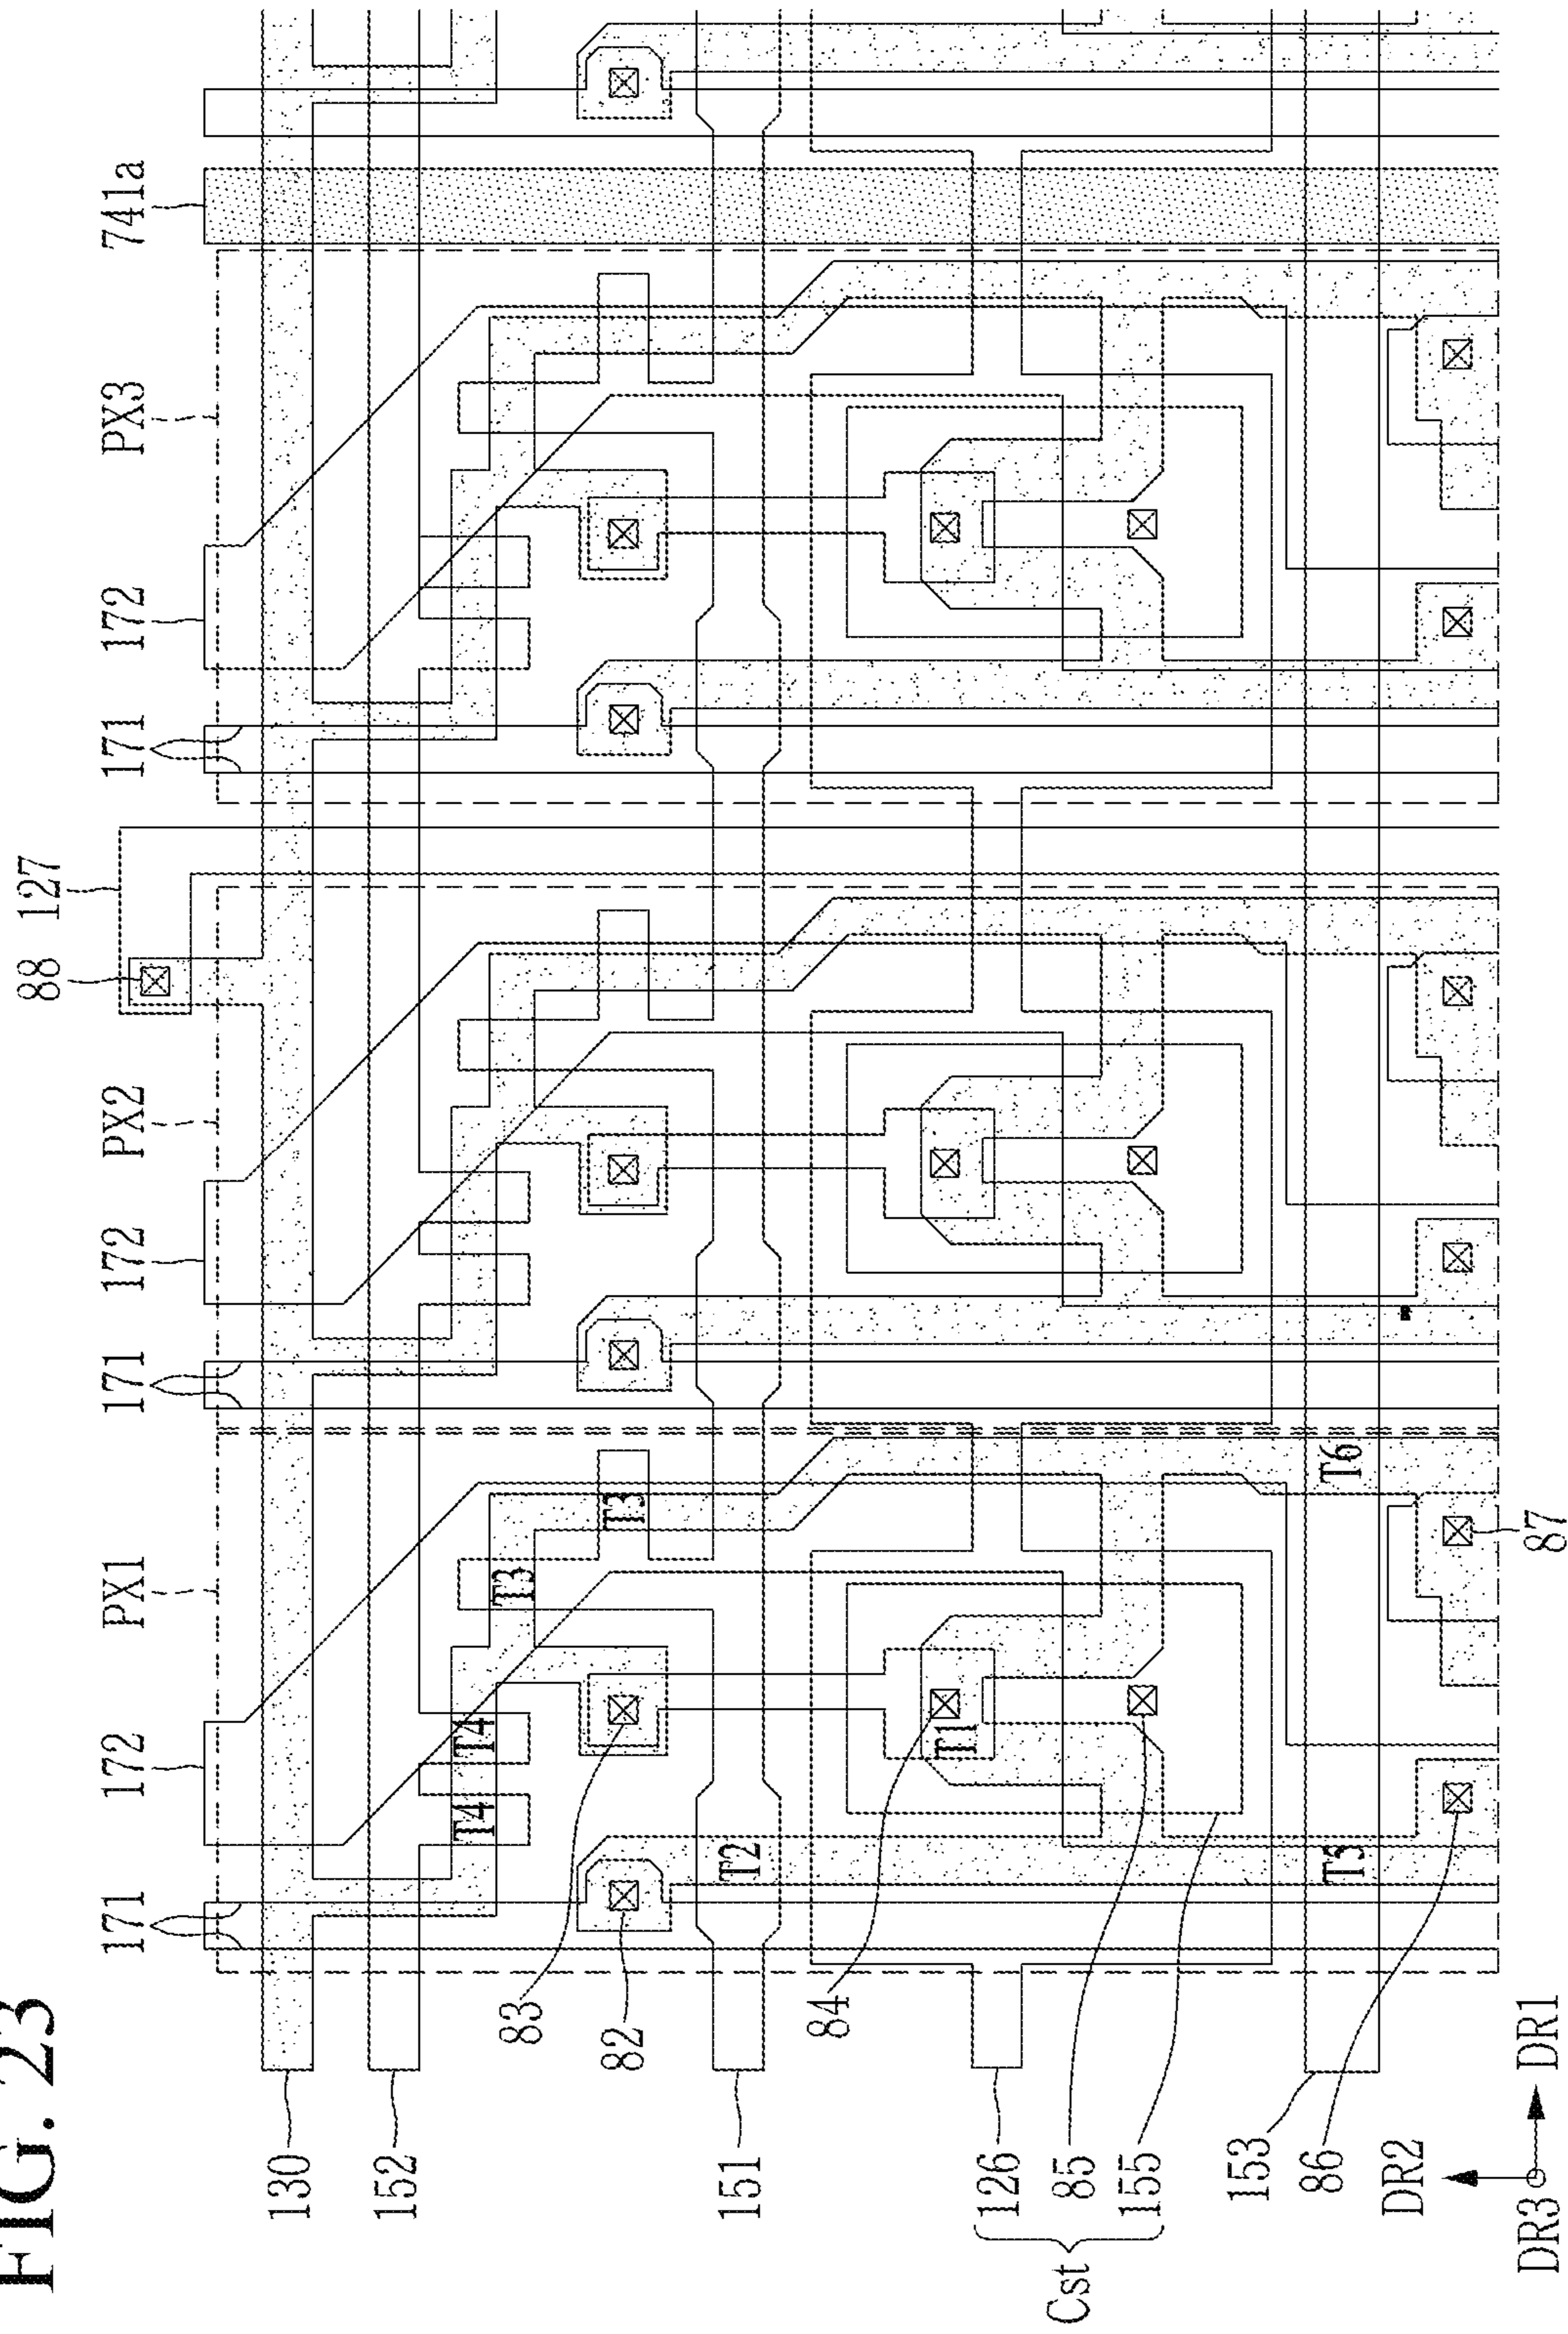 FIG. 23
88 127
171 172 PX1 171 172 PX2 171 172 PX3 741a
130
152
T4 T4 T3
83
82
T3
151
T2
84
T1
126
85
155
Cst
153
T6
86
DR2
87
DR3 DR1